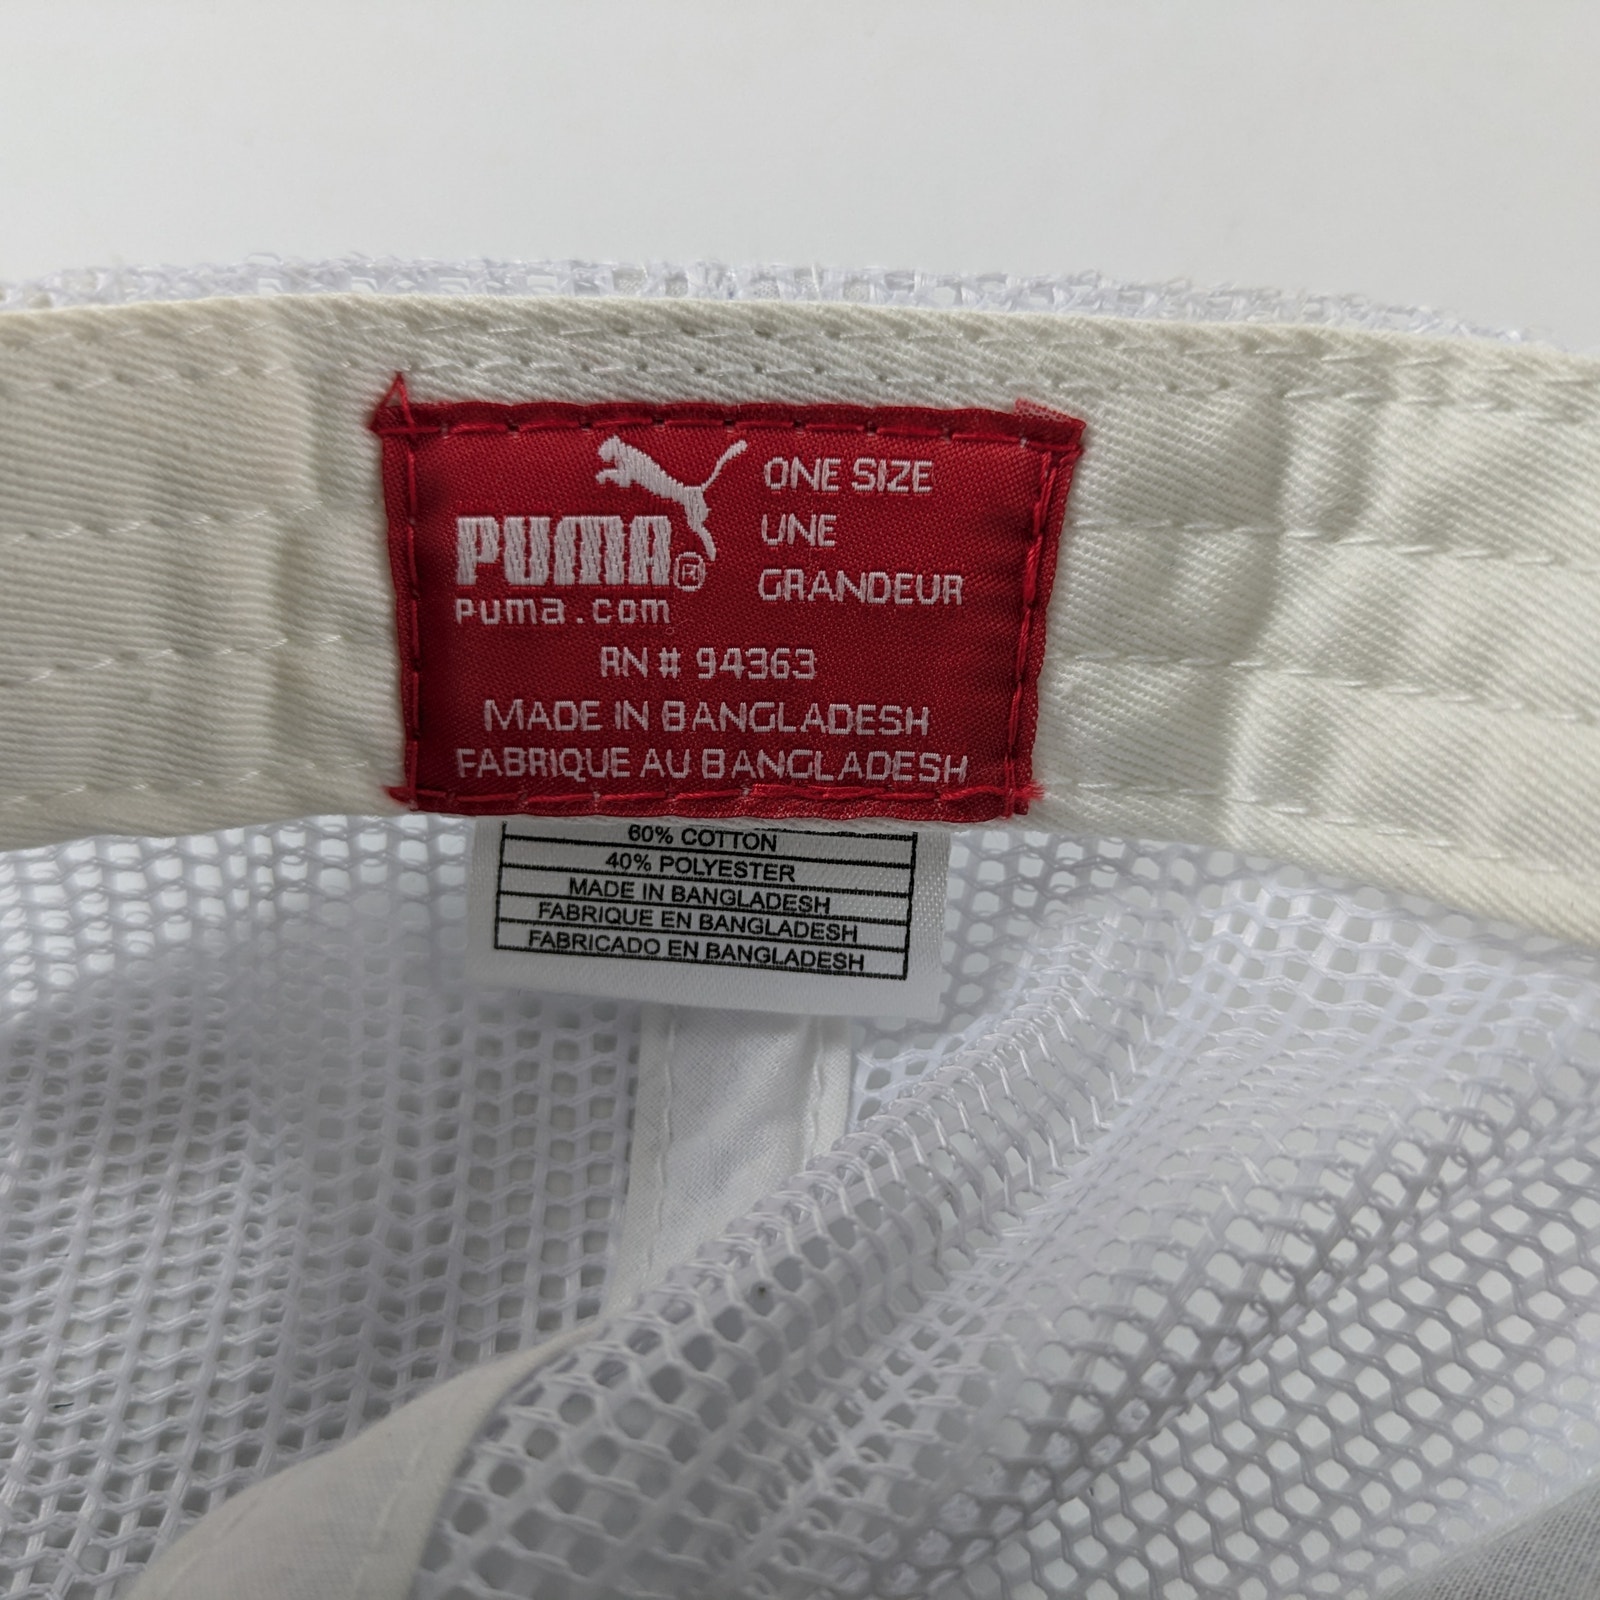 PUMA®
puma.com
ONE SIZE
UNE
GRANDEUR
RN # 94363
MADE IN BANGLADESH
FABRIQUE AU BANGLADESH
60% COTTON
40% POLYESTER
MADE IN BANGLADESH
FABRIQUE EN BANGLADESH
FABRICADO EN BANGLADESH